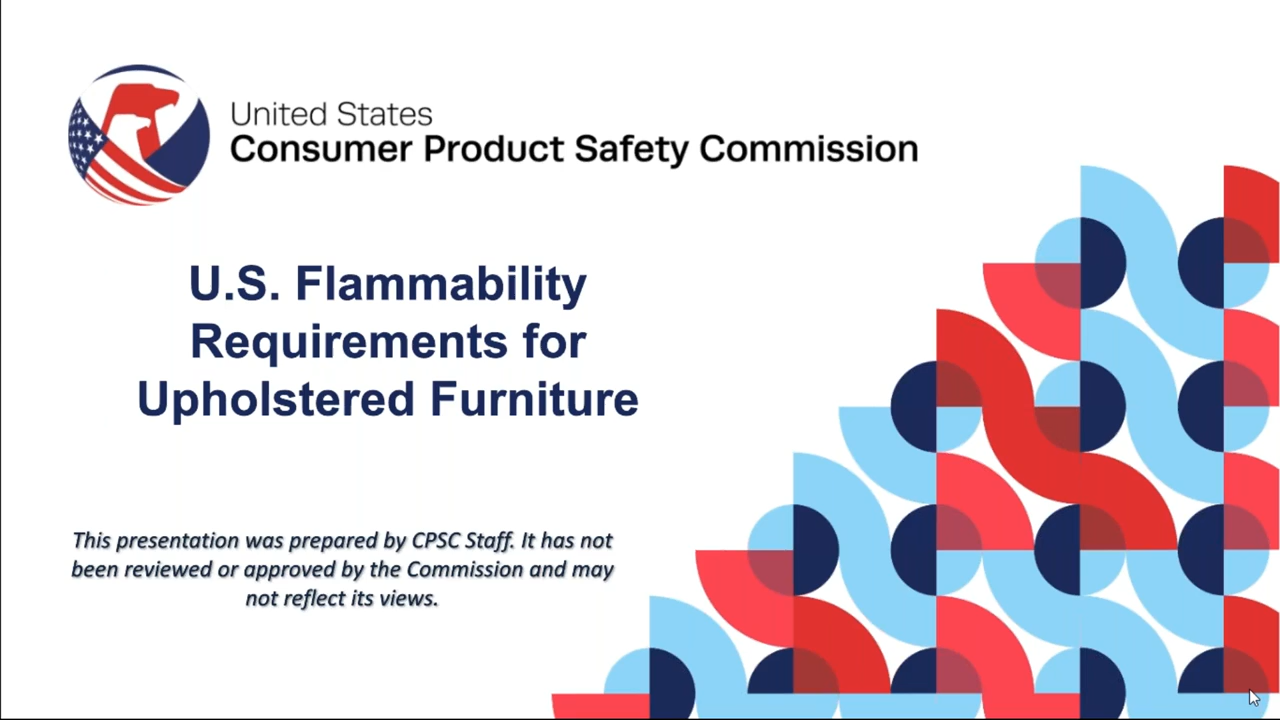 United States
Consumer Product Safety Commission
U.S. Flammability
Requirements for
Upholstered Furniture
This presentation was prepared by CPSC Staff. It has not
been reviewed or approved by the Commission and may
not reflect its views.